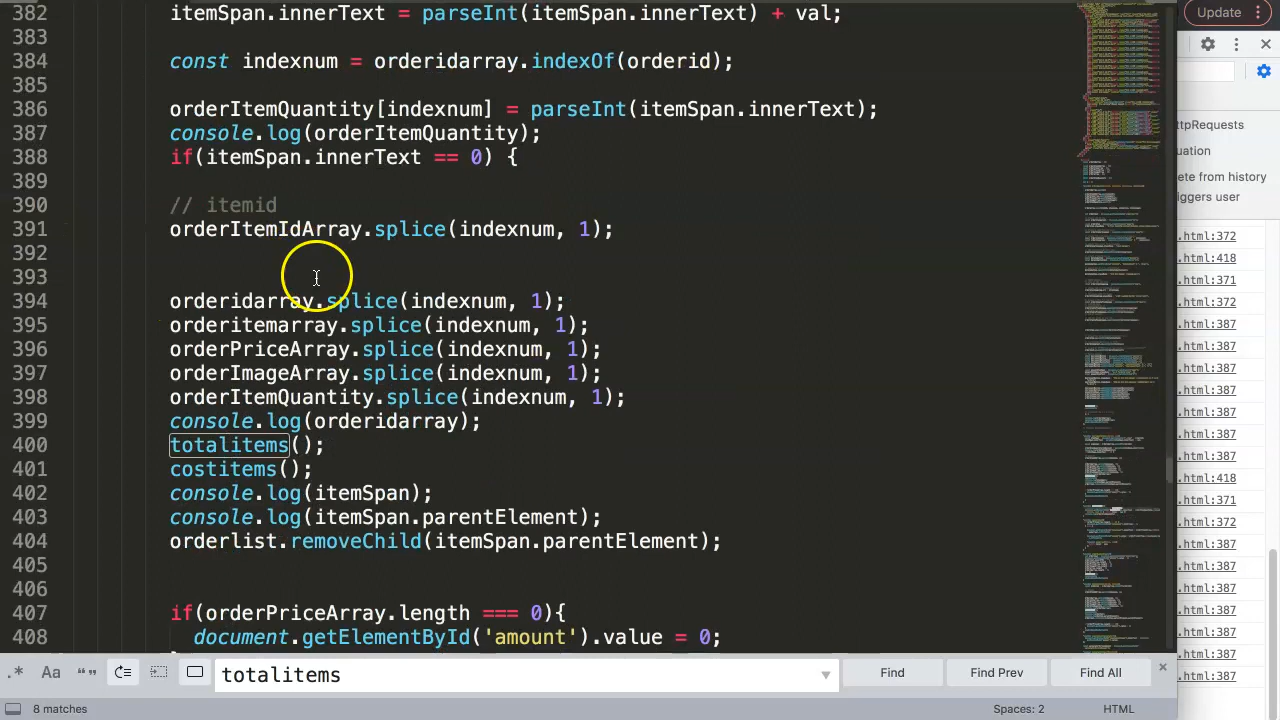 382 itemSpan.innerText = parseInt(itemSpan.innerText) + val;
383
384 const indexnum = orderidarray.indexOf(orderid);
385
386 orderItemQuantity[indexnum] = parseInt(itemSpan.innerText);
387 console.log(orderItemQuantity);
388 if(itemSpan.innerText == 0) {
389
390 // itemid
391 orderItemIdArray.splice(indexnum, 1);
392
393
394 orderidarray.splice(indexnum, 1);
395 orderItemArray.splice(indexnum, 1);
396 orderPriceArray.splice(indexnum, 1);
397 orderImageArray.splice(indexnum, 1);
398 orderItemQuantity.splice(indexnum, 1);
399 console.log(orderidarray);
400 totalitems();
401 costitems();
402 console.log(itemSpan);
403 console.log(itemSpan.parentElement);
404 orderlist.removeChild(itemSpan.parentElement);
405
406
407 if(orderPriceArray.length === 0){
408 document.getElementById("amount").value = 0;
.*
Aa
totalitems
Find
Find Prev
Find All
8 matches
Spaces: 2
HTML
Update
ttpRequests
uation
ete from history
ggers user
.html:372
.html:418
.html:371
.html:372
.html:387
.html:387
.html:387
.html:387
.html:387
.html:387
.html:387
.html:418
.html:371
.html:372
.html:387
.html:387
.html:387
.html:387
.html:387
.html:387
.html:387